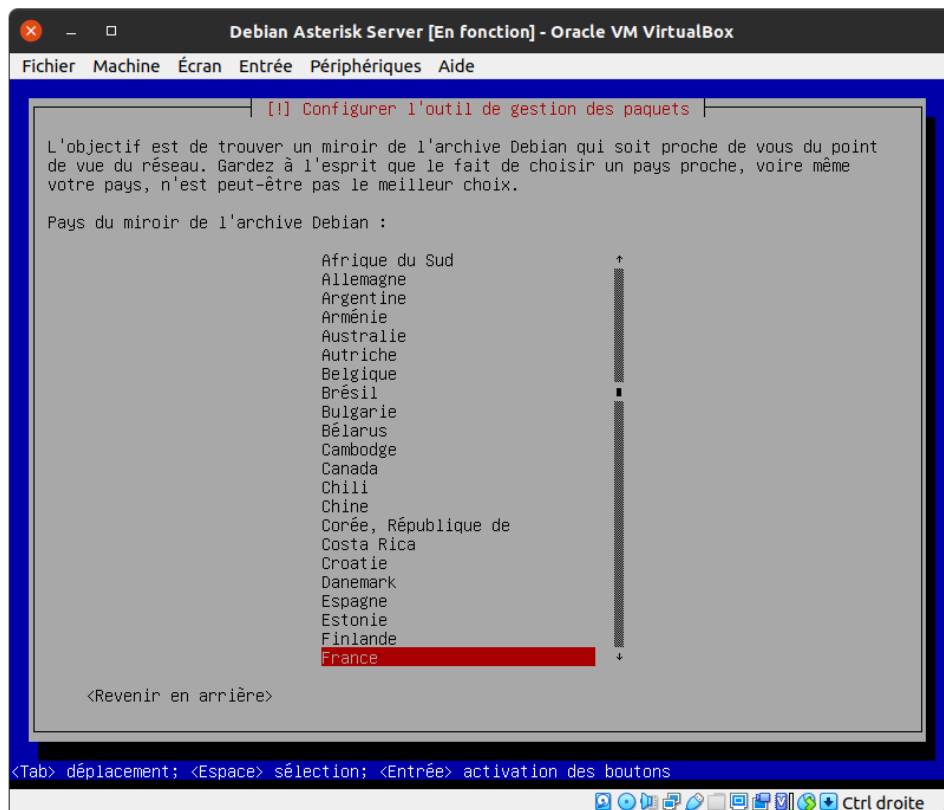 Debian Asterisk Server [En fonction] - Oracle VM VirtualBox
Fichier Machine Écran Entrée Périphériques Aide
[!] Configurer l'outil de gestion des paquets
L'objectif est de trouver un miroir de l'archive Debian qui soit proche de vous du point
de vue du réseau. Gardez à l'esprit que le fait de choisir un pays proche, voire même
votre pays, n'est peut-être pas le meilleur choix.
Pays du miroir de l'archive Debian :
Afrique du Sud
Allemagne
Argentine
Arménie
Australie
Autriche
Belgique
Brésil
Bulgarie
Bélarus
Cambodge
Canada
Chili
Chine
Corée, République de
Costa Rica
Croatie
Danemark
Espagne
Estonie
Finlande
France
<Revenir en arrière>
<Tab> déplacement; <Espace> sélection; <Entrée> activation des boutons
Ctrl droite